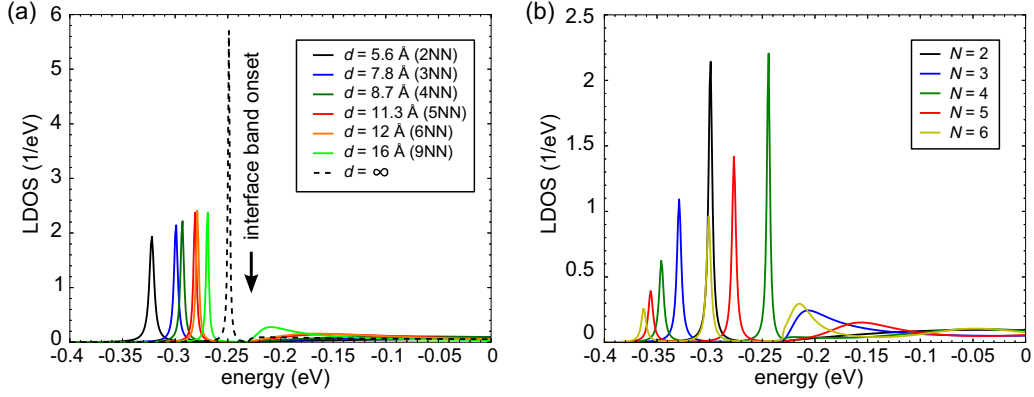 (a)
6
5
4
3
2
1
0
LDOS (1/eV)
-0.4
-0.35
-0.3
-0.25
-0.2
-0.15
-0.1
-0.05
0
energy (eV)
interface band onset
d = 5.6 Å (2NN)
d = 7.8 Å (3NN)
d = 8.7 Å (4NN)
d = 11.3 Å (5NN)
d = 12 Å (6NN)
d = 16 Å (9NN)
d = ∞
(b)
2.5
2
1.5
1
0.5
0
LDOS (1/eV)
-0.4
-0.35
-0.3
-0.25
-0.2
-0.15
-0.1
-0.05
0
energy (eV)
N = 2
N = 3
N = 4
N = 5
N = 6